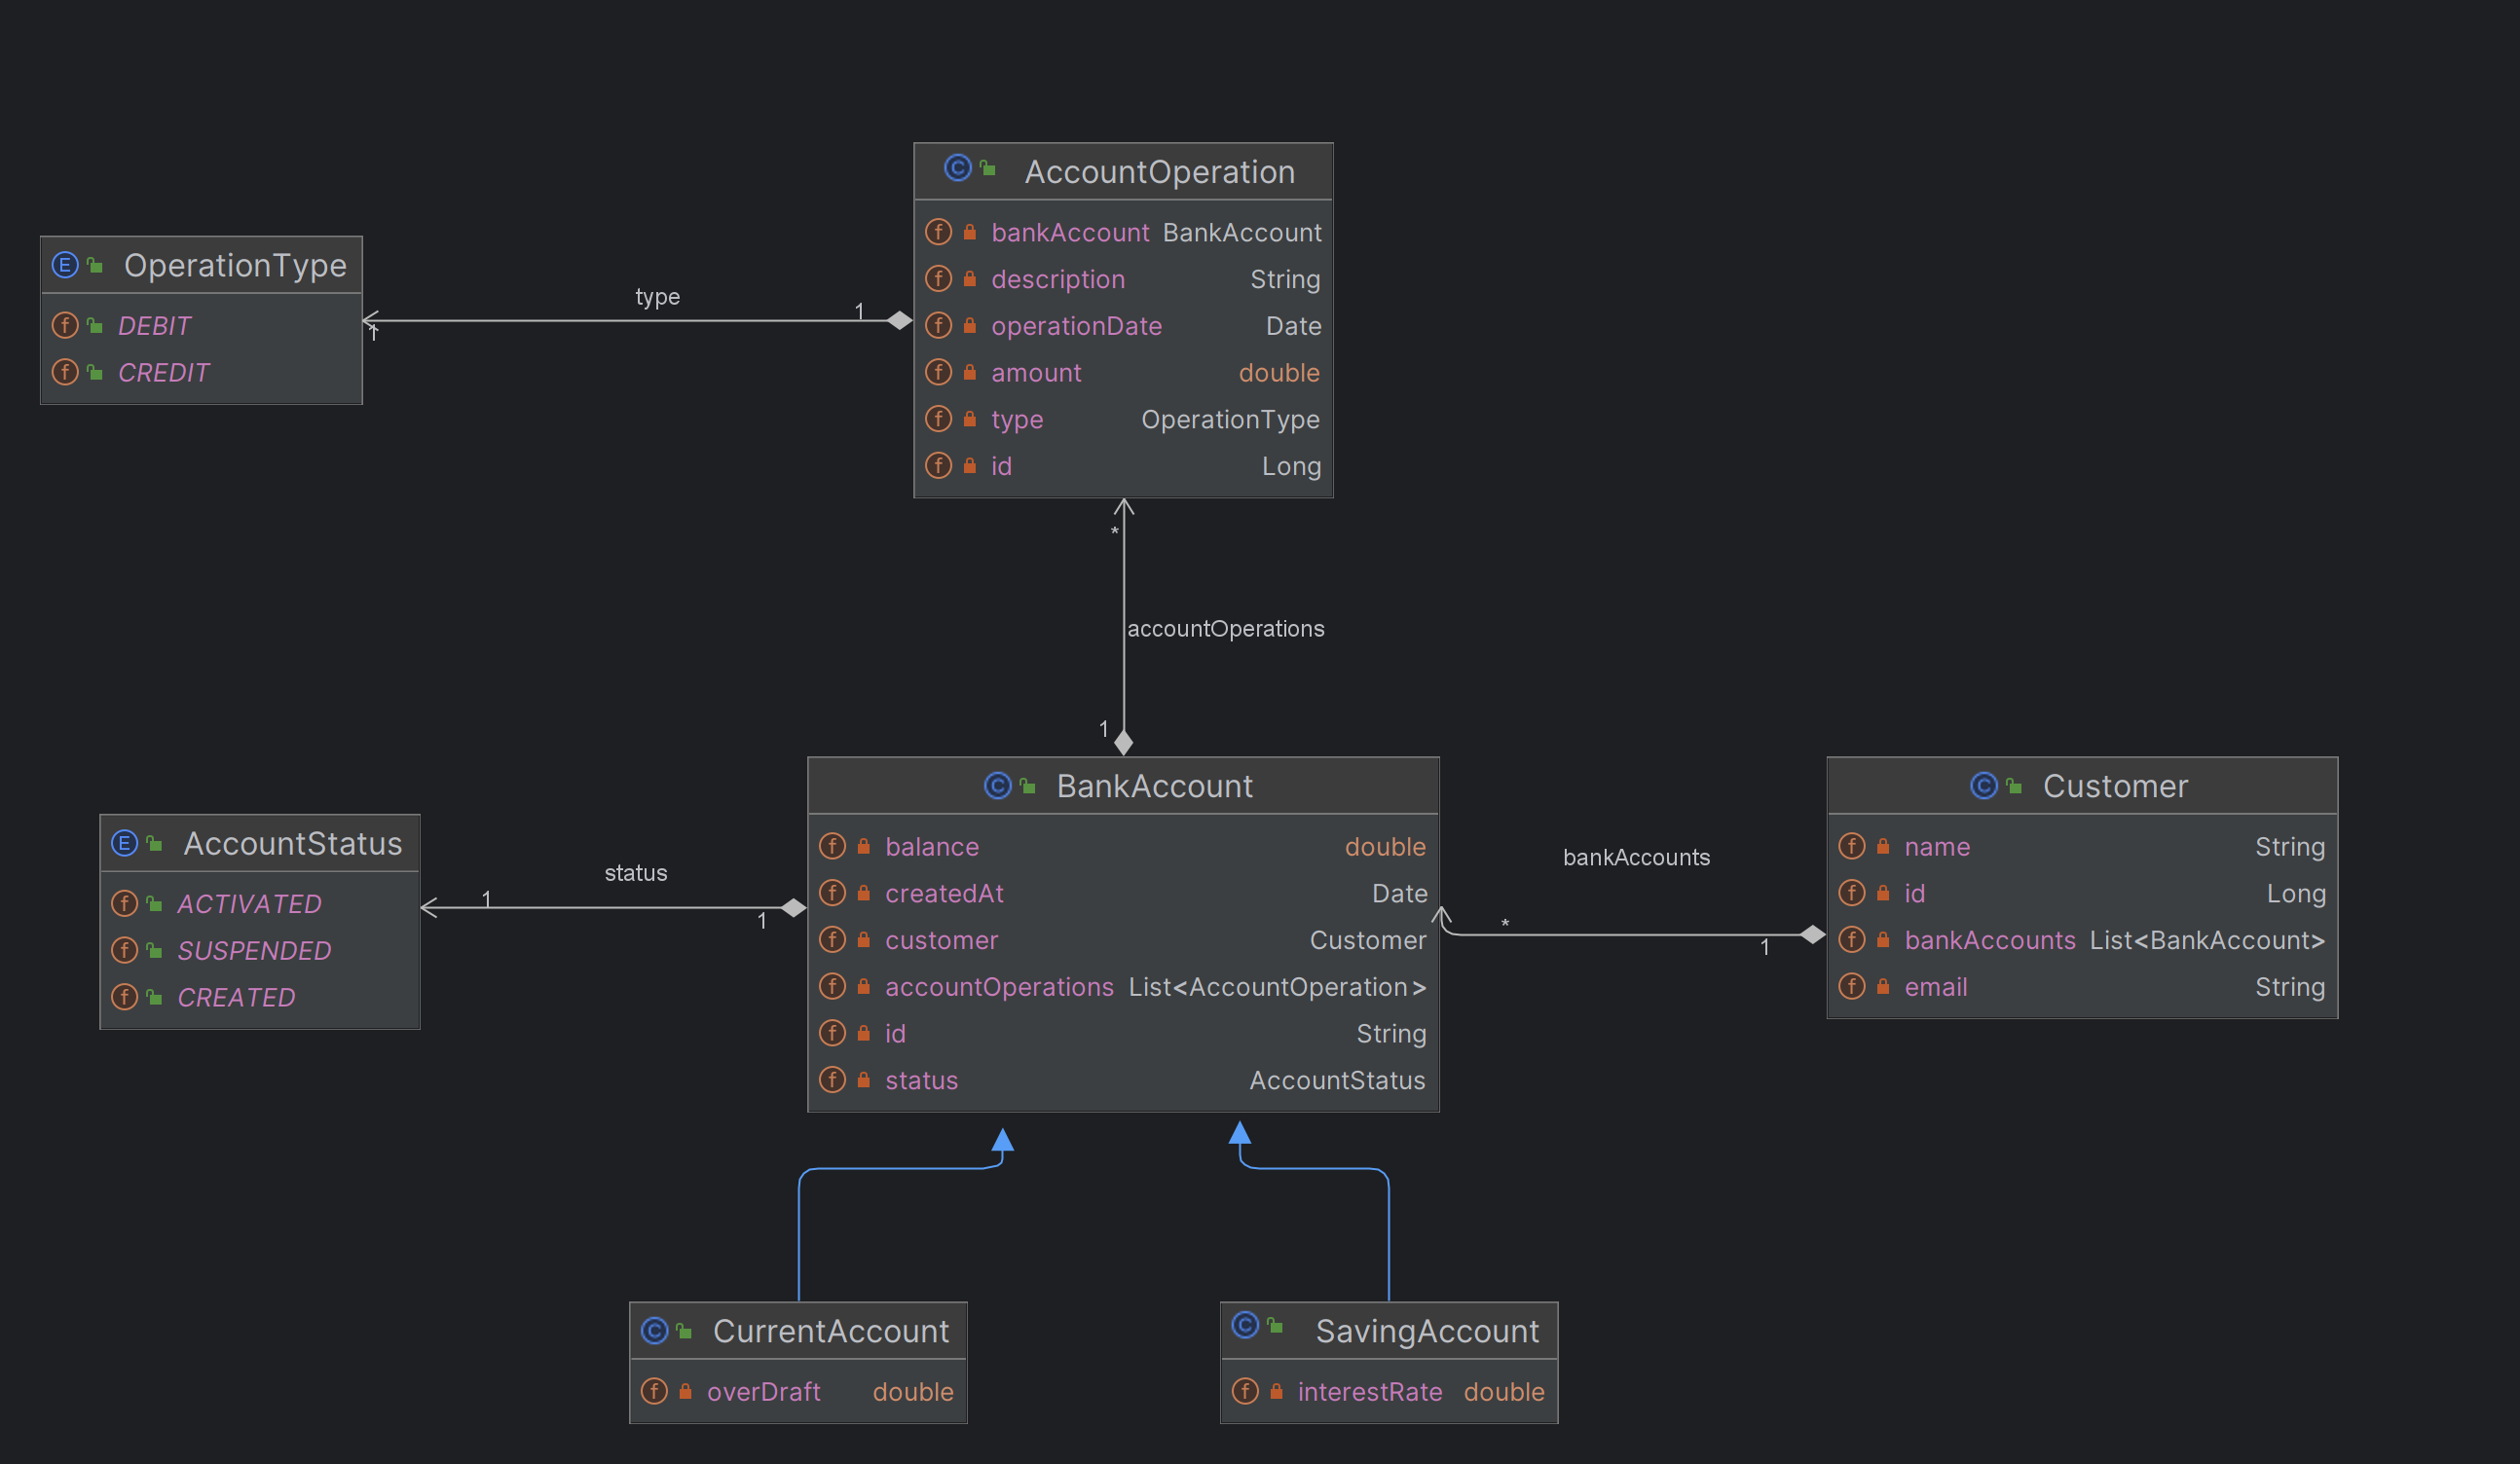 AccountOperation
bankAccount BankAccount
description String
operationDate Date
amount double
type OperationType
id Long
OperationType
DEBIT
CREDIT
type
1
1
*
accountOperations
1
BankAccount
balance double
createdAt Date
customer Customer
accountOperations List<AccountOperation>
id String
status AccountStatus
AccountStatus
ACTIVATED
SUSPENDED
CREATED
status
1
1
Customer
name String
id Long
bankAccounts List<BankAccount>
email String
bankAccounts
*
1
CurrentAccount
overDraft double
SavingAccount
interestRate double